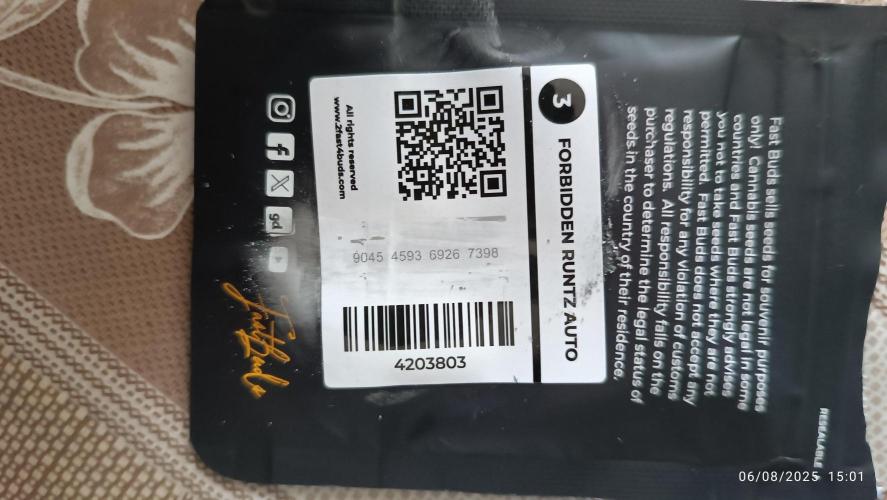 Fast Buds sells seeds for souvenir purposes
only! Cannabis seeds are not legal in some
countries and Fast Buds strongly advises
you not to take seeds where they are not
permitted. Fast Buds does not accept any
responsibility for any violation of customs
regulations. All responsibility falls on the
purchaser to determine the legal status of
seeds in the country of their residence.
3 FORBIDDEN RUNTZ AUTO
9045 4593 6926 7398
4203803
All rights reserved
www.2fast4buds.com
gd
FastBuds
RESEALABLE
06/08/2025 15:01